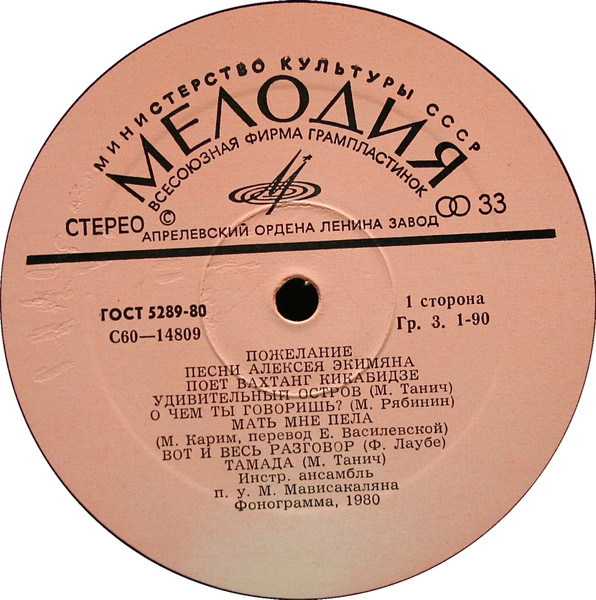 МИНИСТЕРСТВО КУЛЬТУРЫ СССР
МЕЛОДИЯ
ВСЕСОЮЗНАЯ ФИРМА ГРАМПЛАСТИНОК
СТЕРЕО © 33
АПРЕЛЕВСКИЙ ОРДЕНА ЛЕНИНА ЗАВОД
ГОСТ 5289-80
С60—14809
1 сторона
Гр. 3. 1-90
ПОЖЕЛАНИЕ
ПЕСНИ АЛЕКСЕЯ ЭКИМЯНА
ПОЕТ ВАХТАНГ КИКАБИДЗЕ
УДИВИТЕЛЬНЫЙ ОСТРОВ (М. Танич)
О ЧЕМ ТЫ ГОВОРИШЬ? (М. Рябинин)
МАТЬ МНЕ ПЕЛА
(М. Карим, перевод Е. Василевской)
ВОТ И ВЕСЬ РАЗГОВОР (Ф. Лаубе)
ТАМАДА (М. Танич)
Инстр. ансамбль
п. у. М. Мависакаляна
Фонограмма, 1980